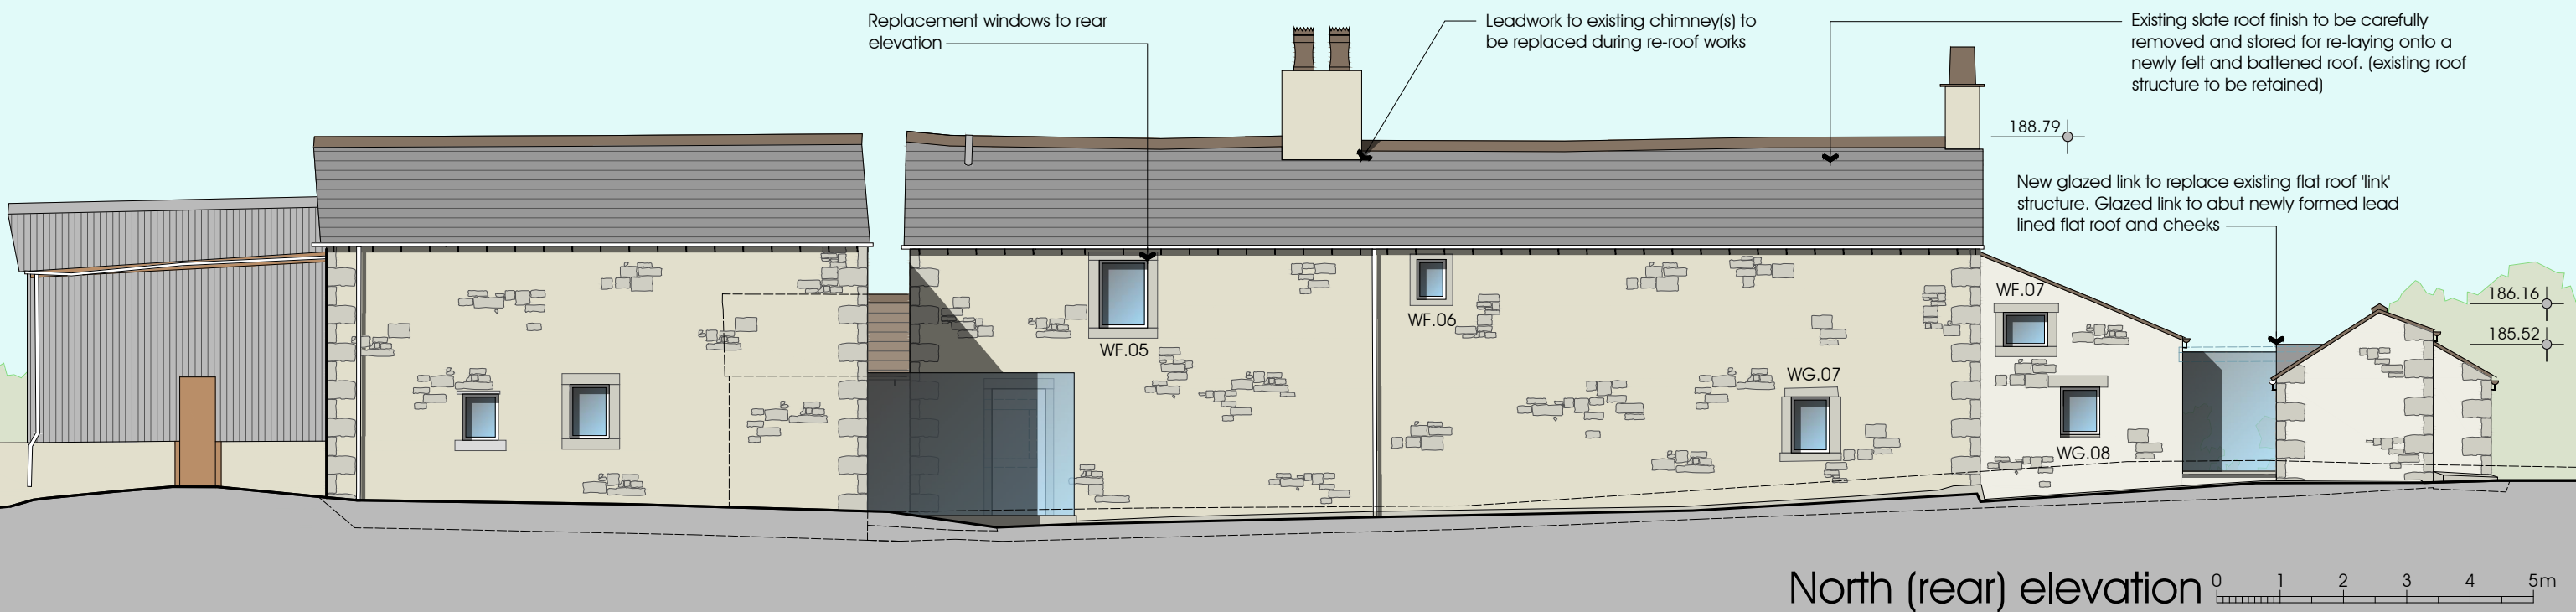 Replacement windows to rear
elevation
Leadwork to existing chimney(s) to
be replaced during re-roof works
Existing slate roof finish to be carefully
removed and stored for re-laying onto a
newly felt and battened roof. (existing roof
structure to be retained)
188.79
New glazed link to replace existing flat roof 'link'
structure. Glazed link to abut newly formed lead
lined flat roof and cheeks
WF.05
WF.06
WG.07
WF.07
WG.08
186.16
185.52
North (rear) elevation
0 1 2 3 4 5m